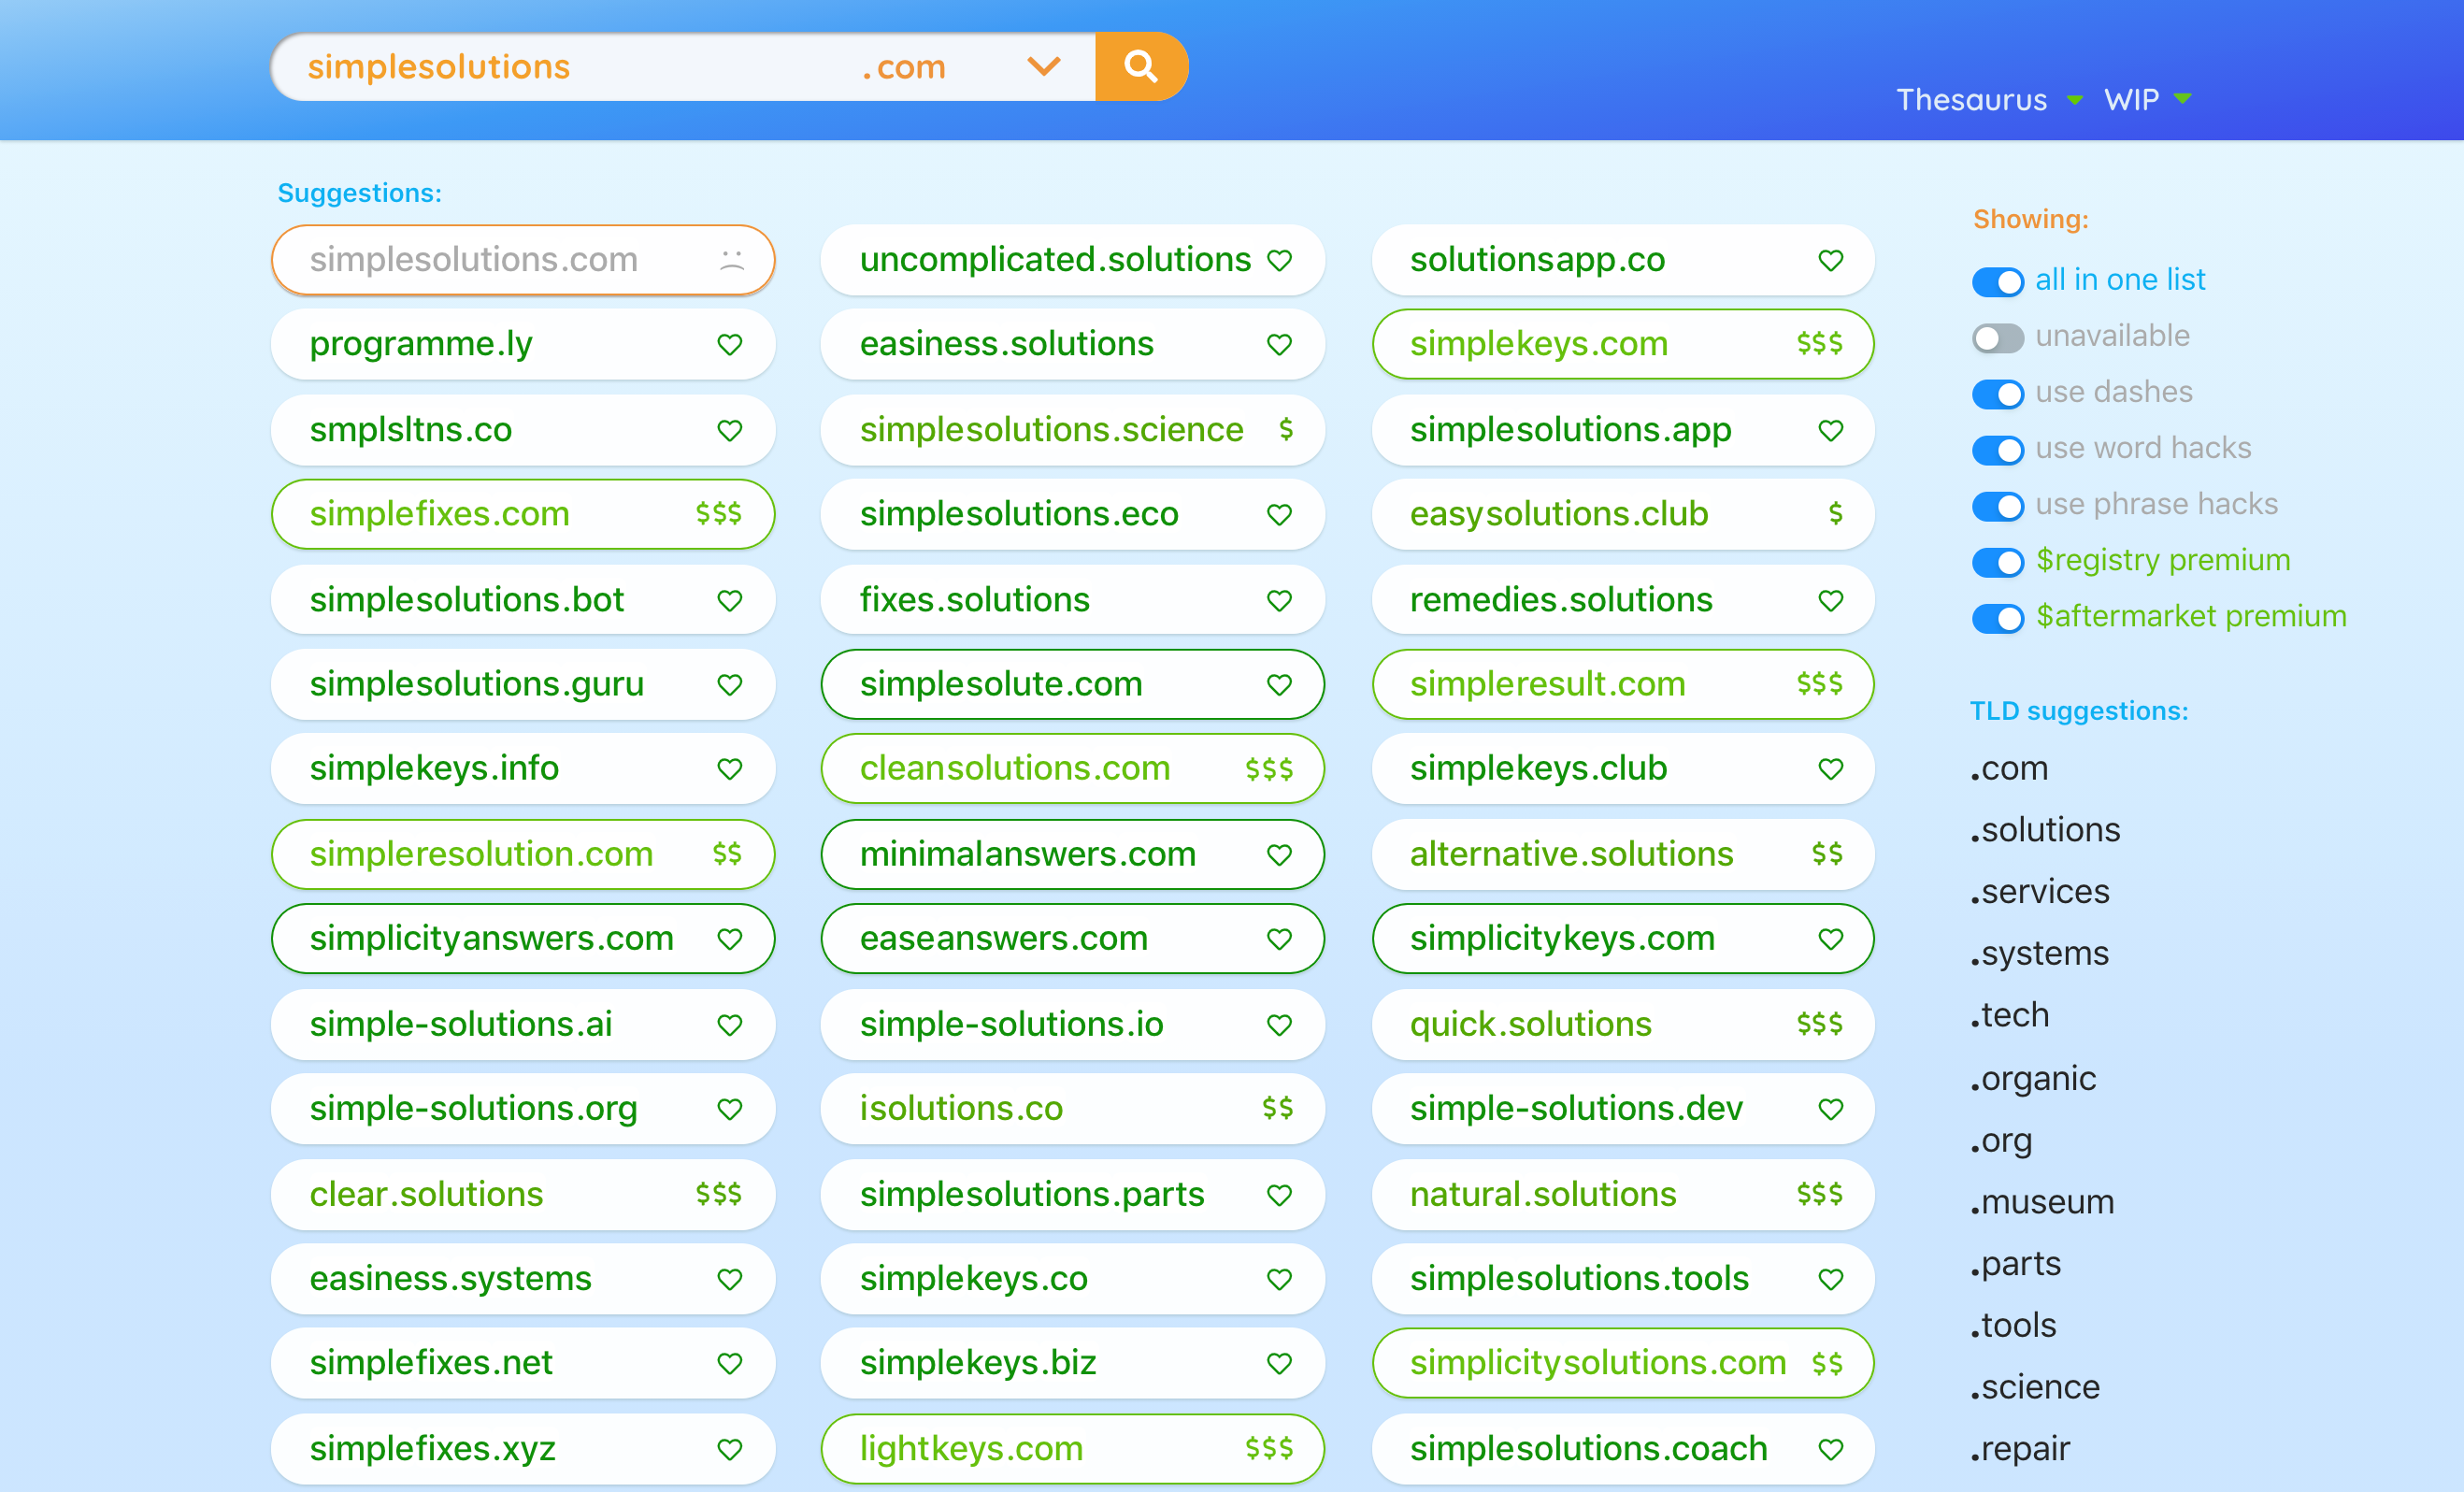 simplesolutions .com
Thesaurus WIP
Suggestions:
simplesolutions.com
uncomplicated.solutions
solutionsapp.co
programme.ly
easiness.solutions
simplekeys.com $$$
smplsltns.co
simplesolutions.science $
simplesolutions.app
simplefixes.com $$$
simplesolutions.eco
easysolutions.club $
simplesolutions.bot
fixes.solutions
remedies.solutions
simplesolutions.guru
simplesolute.com
simpleresult.com $$$
simplekeys.info
cleansolutions.com $$$
simplekeys.club
simpleresolution.com $$
minimalanswers.com
alternative.solutions $$
simplicityanswers.com
easeanswers.com
simplicitykeys.com
simple-solutions.ai
simple-solutions.io
quick.solutions $$$
simple-solutions.org
isolutions.co $$
simple-solutions.dev
clear.solutions $$$
simplesolutions.parts
natural.solutions $$$
easiness.systems
simplekeys.co
simplesolutions.tools
simplefixes.net
simplekeys.biz
simplicitysolutions.com $$
simplefixes.xyz
lightkeys.com $$$
simplesolutions.coach
Showing:
all in one list
unavailable
use dashes
use word hacks
use phrase hacks
$registry premium
$aftermarket premium
TLD suggestions:
.com
.solutions
.services
.systems
.tech
.organic
.org
.museum
.parts
.tools
.science
.repair